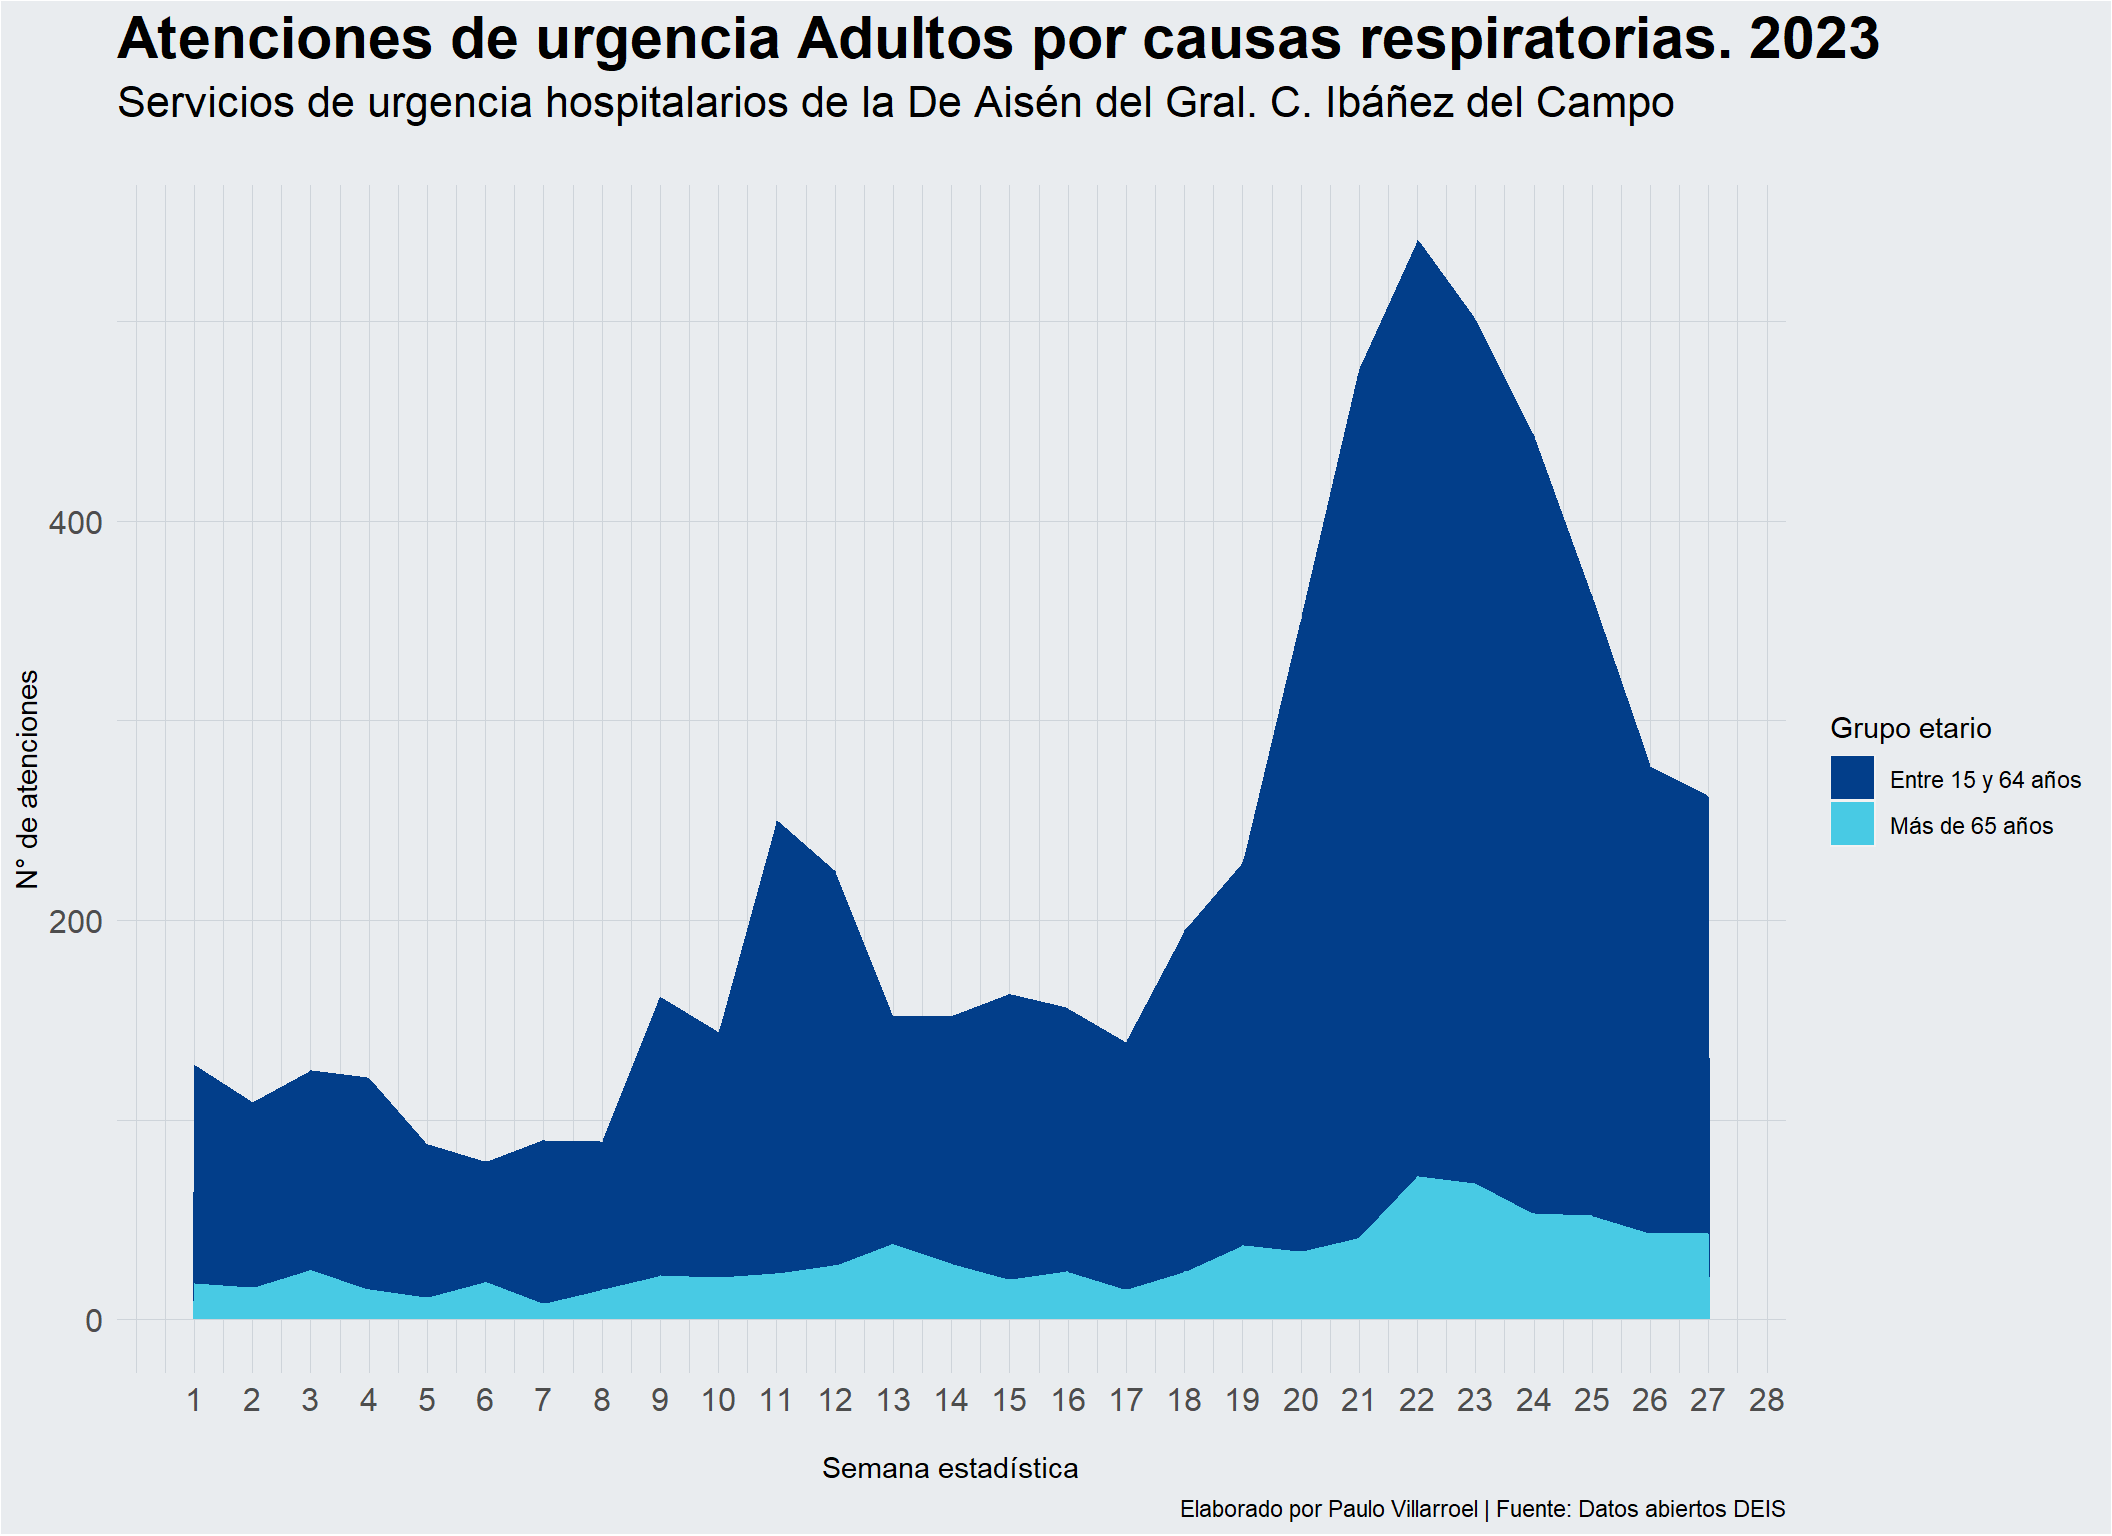 Atenciones de urgencia Adultos por causas respiratorias. 2023
Servicios de urgencia hospitalarios de la De Aisén del Gral. C. Ibáñez del Campo
N° de atenciones
400
200
0
1 2 3 4 5 6 7 8 9 10 11 12 13 14 15 16 17 18 19 20 21 22 23 24 25 26 27 28
Semana estadística
Grupo etario
Entre 15 y 64 años
Más de 65 años
Elaborado por Paulo Villarroel | Fuente: Datos abiertos DEIS